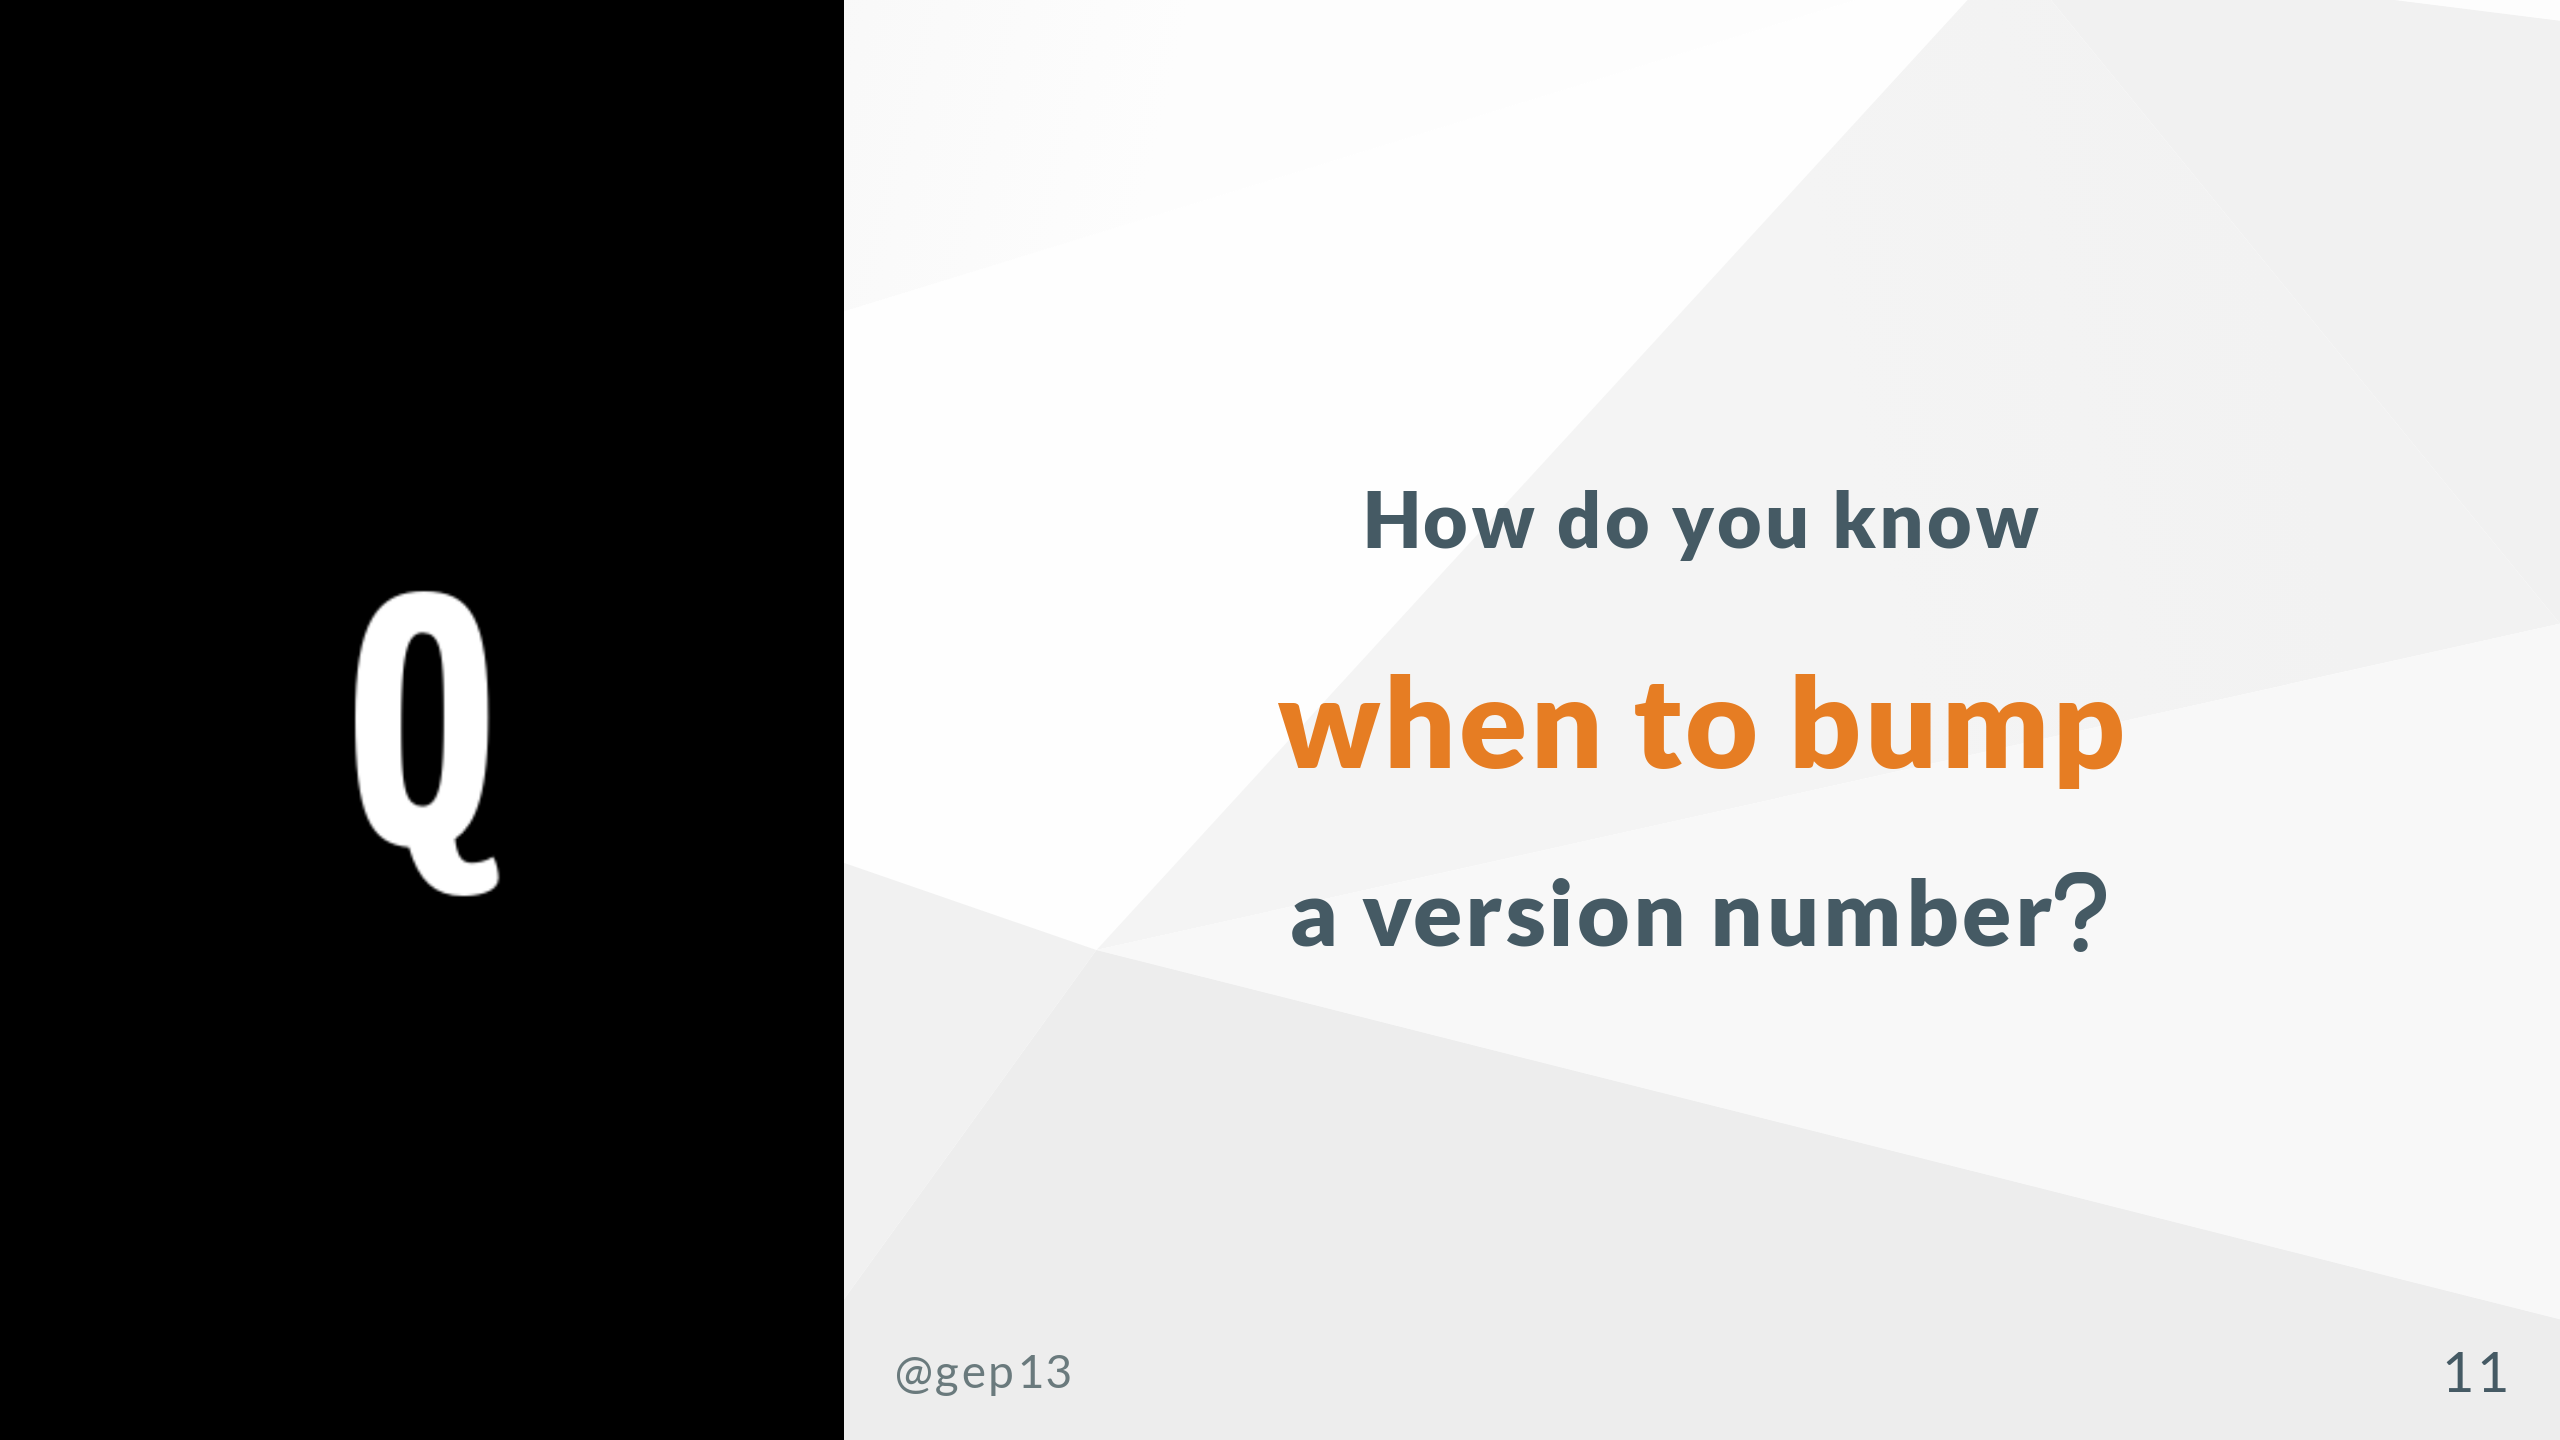 Q
How do you know
when to bump
a version number?
@gep13
11